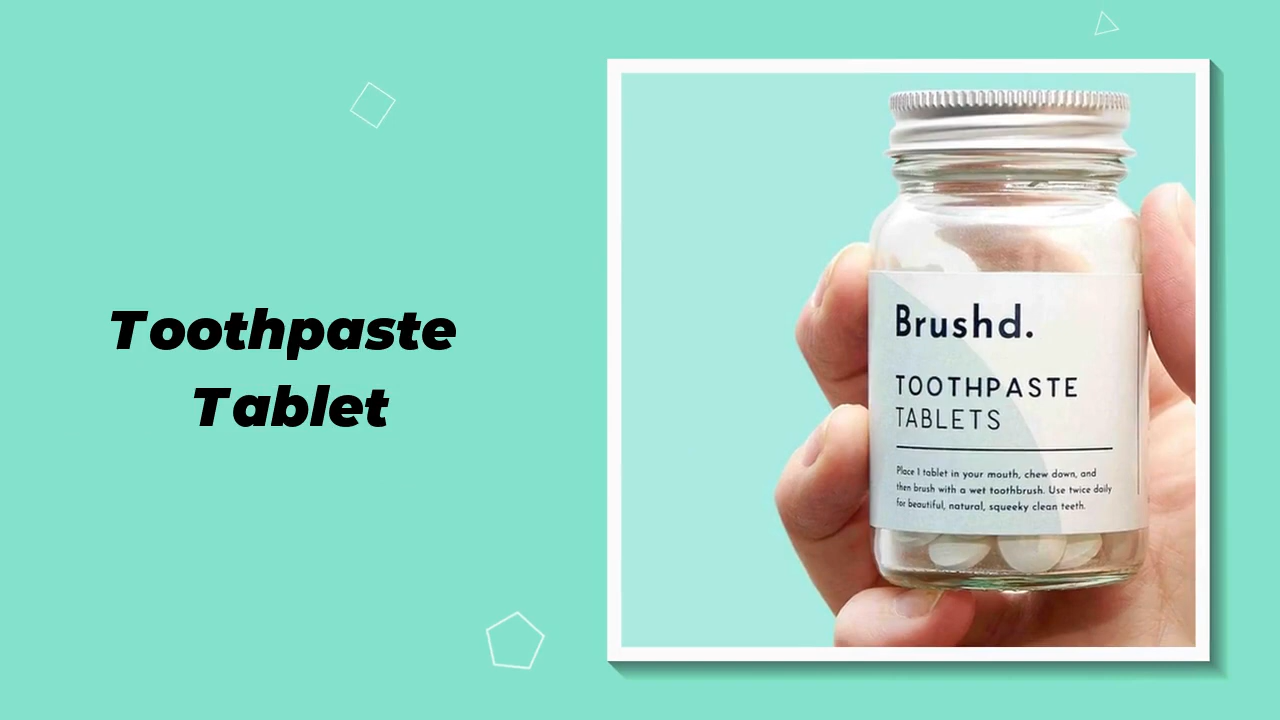 Toothpaste
Tablet
Brushd.
TOOTHPASTE
TABLETS
Place 1 tablet in your mouth, chew down, and
then brush with a wet toothbrush. Use twice daily
for beautiful, natural, squeeky clean teeth.